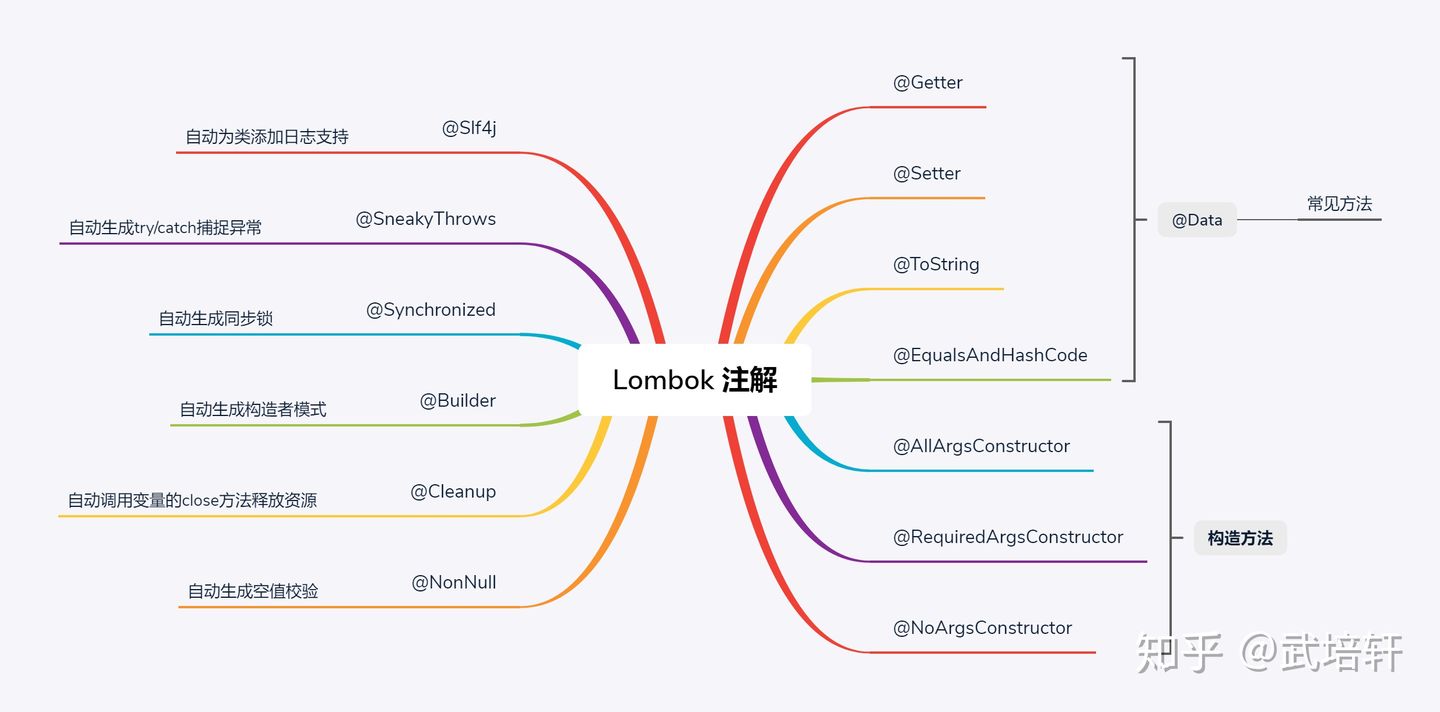 Lombok 注解
@Slf4j
自动为类添加日志支持
@SneakyThrows
自动生成try/catch捕捉异常
@Synchronized
自动生成同步锁
@Builder
自动生成构造者模式
@Cleanup
自动调用变量的close方法释放资源
@NonNull
自动生成空值校验
@Getter
@Setter
@ToString
@EqualsAndHashCode
@Data
常见方法
@AllArgsConstructor
@RequiredArgsConstructor
@NoArgsConstructor
构造方法
知乎 @武培轩